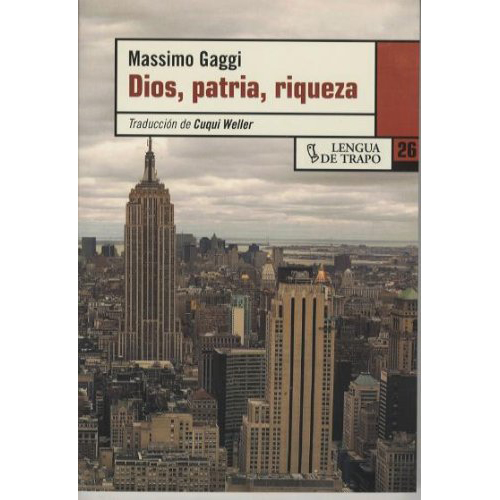 Massimo Gaggi
Dios, patria, riqueza
Traducción de Cuqui Weller
LENGUA
DE TRAPO
26